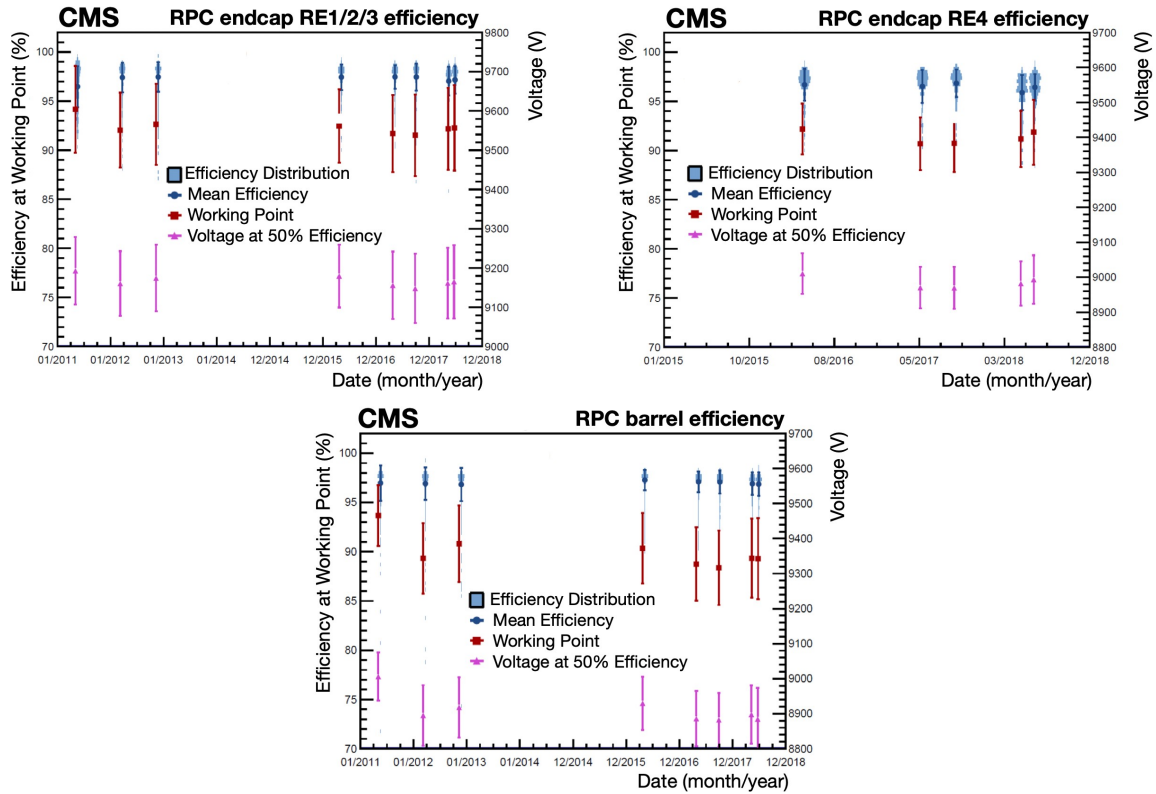 CMS RPC endcap RE1/2/3 efficiency
Efficiency at Working Point (%)
100
95
90
85
80
75
70
9800
9700
9600
9500
9400
9300
9200
9100
9000
Voltage (V)
Efficiency Distribution
Mean Efficiency
Working Point
Voltage at 50% Efficiency
01/2011 01/2012 01/2013 01/2014 12/2014 12/2015 12/2016 12/2017 12/2018
Date (month/year)
CMS RPC endcap RE4 efficiency
Efficiency at Working Point (%)
100
95
90
85
80
75
70
9700
9600
9500
9400
9300
9200
9100
9000
8900
8800
Voltage (V)
Efficiency Distribution
Mean Efficiency
Working Point
Voltage at 50% Efficiency
01/2015 10/2015 08/2016 05/2017 03/2018 12/2018
Date (month/year)
CMS RPC barrel efficiency
Efficiency at Working Point (%)
100
95
90
85
80
75
70
9700
9600
9500
9400
9300
9200
9100
9000
8900
8800
Voltage (V)
Efficiency Distribution
Mean Efficiency
Working Point
Voltage at 50% Efficiency
01/2011 01/2012 01/2013 01/2014 12/2014 12/2015 12/2016 12/2017 12/2018
Date (month/year)